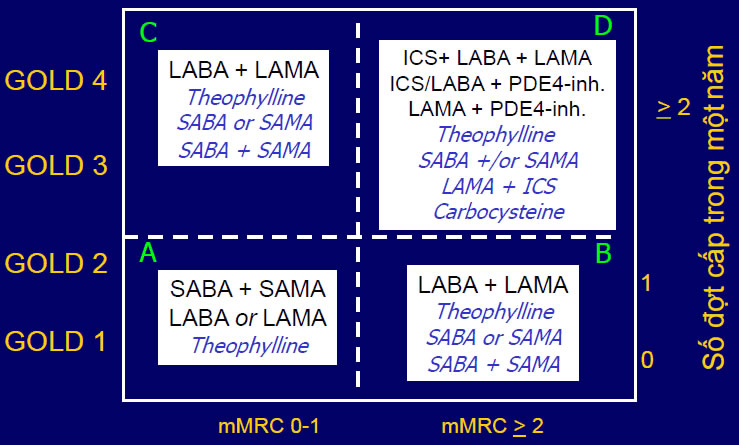 C
D
GOLD 4
GOLD 3
GOLD 2
GOLD 1
LABA + LAMA
Theophylline
SABA or SAMA
SABA + SAMA
ICS+ LABA + LAMA
ICS/LABA + PDE4-inh.
LAMA + PDE4-inh.
Theophylline
SABA +/or SAMA
LAMA + ICS
Carbocysteine
A
B
SABA + SAMA
LABA or LAMA
Theophylline
LABA + LAMA
Theophylline
SABA or SAMA
SABA + SAMA
≥ 2
1
0
Số đợt cấp trong một năm
mMRC 0-1
mMRC ≥ 2